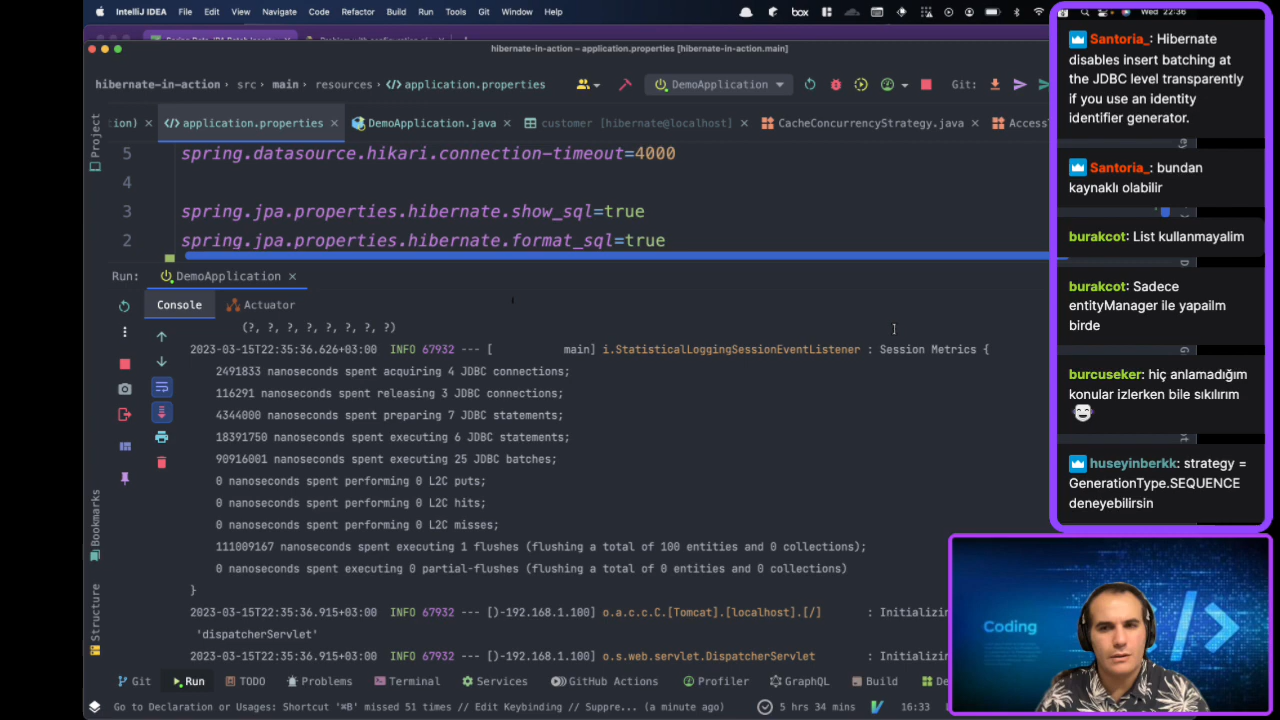 IntelliJ IDEA File Edit View Navigate Code Refactor Build Run Tools Git Window Help
box
Wed 22:36
hibernate-in-action – application.properties [hibernate-in-action.main]
hibernate-in-action › src › main › resources › application.properties
DemoApplication
Git:
ion) ×
application.properties ×
DemoApplication.java ×
customer [hibernate@localhost] ×
CacheConcurrencyStrategy.java ×
Access
Project
5 spring.datasource.hikari.connection-timeout=4000
4
3 spring.jpa.properties.hibernate.show_sql=true
2 spring.jpa.properties.hibernate.format_sql=true
Run: DemoApplication ×
Console Actuator
(?, ?, ?, ?, ?, ?, ?, ?)
2023-03-15T22:35:36.626+03:00 INFO 67932 --- [ main] i.StatisticalLoggingSessionEventListener : Session Metrics {
2491833 nanoseconds spent acquiring 4 JDBC connections;
116291 nanoseconds spent releasing 3 JDBC connections;
4344000 nanoseconds spent preparing 7 JDBC statements;
18391750 nanoseconds spent executing 6 JDBC statements;
90916001 nanoseconds spent executing 25 JDBC batches;
0 nanoseconds spent performing 0 L2C puts;
0 nanoseconds spent performing 0 L2C hits;
0 nanoseconds spent performing 0 L2C misses;
111009167 nanoseconds spent executing 1 flushes (flushing a total of 100 entities and 0 collections);
0 nanoseconds spent executing 0 partial-flushes (flushing a total of 0 entities and 0 collections)
}
2023-03-15T22:35:36.915+03:00 INFO 67932 --- [)-192.168.1.100] o.a.c.c.C.[Tomcat].[localhost].[/] : Initializin
'dispatcherServlet'
2023-03-15T22:35:36.915+03:00 INFO 67932 --- [)-192.168.1.100] o.s.web.servlet.DispatcherServlet : Initializin
Bookmarks
Structure
Git Run TODO Problems Terminal Services GitHub Actions Profiler GraphQL Build De
Go to Declaration or Usages: Shortcut '⌘B' missed 51 times // Edit Keybinding // Suppre... (a minute ago)
5 hrs 34 mins
16:33
Santoria_: Hibernate
disables insert batching at
the JDBC level transparently
if you use an identity
identifier generator.
Santoria_: bundan
kaynaklı olabilir
burakcot: List kullanmayalim
burakcot: Sadece
entityManager ile yapailm
birde
burcuseker: hiç anlamadığım
konular izlerken bile sıkılırım
huseyinberkk: strategy =
GenerationType.SEQUENCE
deneyebilirsin
Coding